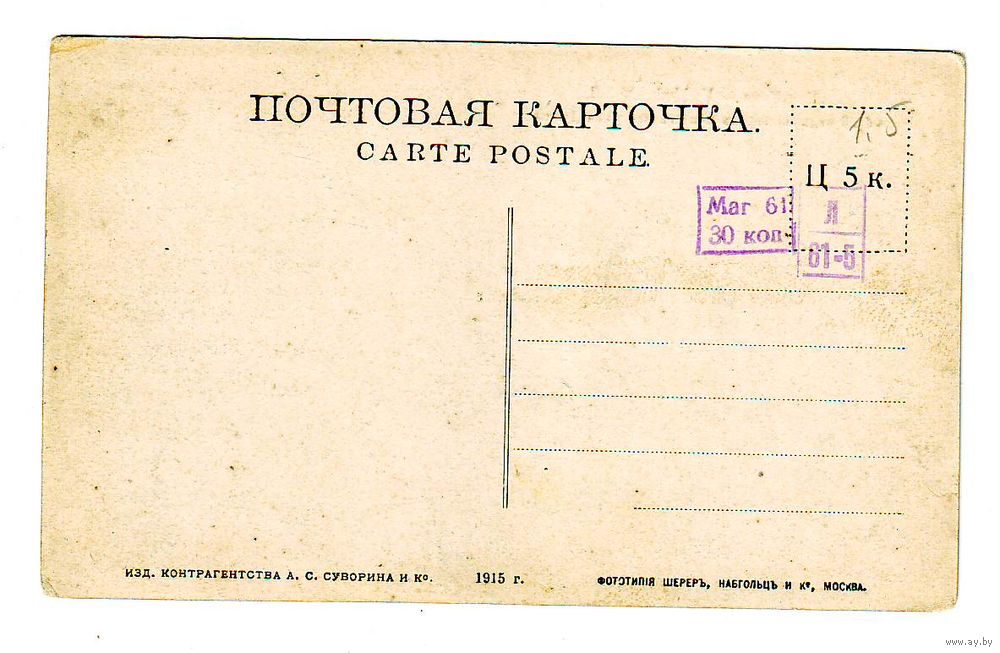 ПОЧТОВАЯ КАРТОЧКА.
CARTE POSTALE.
1.5
Ц 5 к.
Маг 61
30 коп
Л
61-5
ИЗД. КОНТРАГЕНТСТВА А. С. СУВОРИНА И Ко. 1915 г. ФОТОТИПІЯ ШЕРЕРЪ, НАБГОЛЬЦЪ И Ко, МОСКВА.
www.ay.by